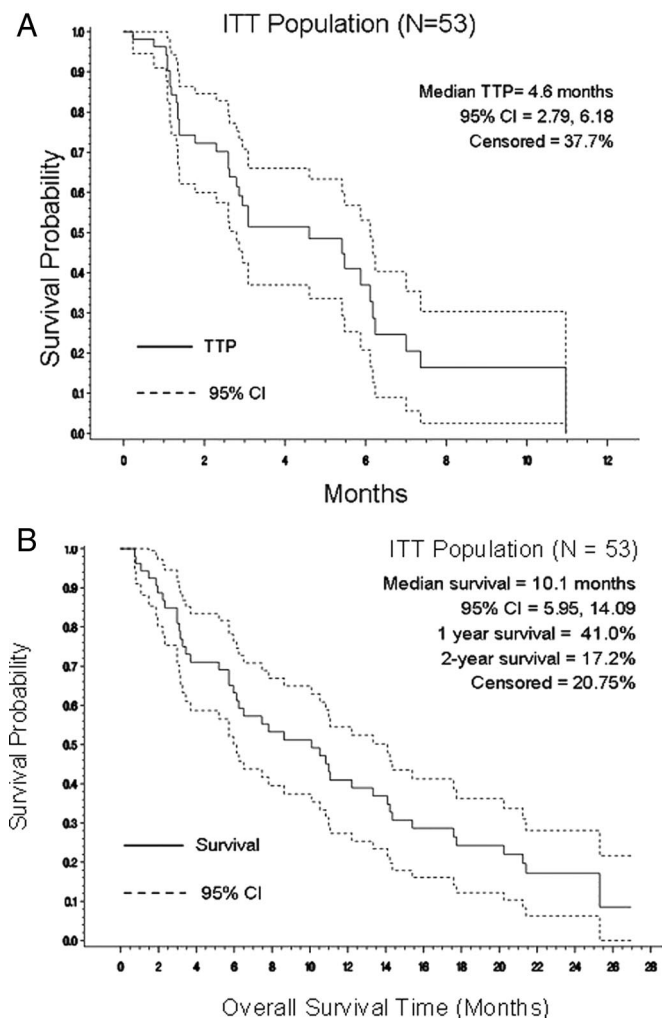 A
ITT Population (N=53)
Median TTP= 4.6 months
95% CI = 2.79, 6.18
Censored = 37.7%
Survival Probability
1.0
0.9
0.8
0.7
0.6
0.5
0.4
0.3
0.2
0.1
0.0
TTP
95% CI
0 2 4 6 8 10 12
Months
B
ITT Population (N = 53)
Median survival = 10.1 months
95% CI = 5.95, 14.09
1 year survival = 41.0%
2-year survival = 17.2%
Censored = 20.75%
Survival Probability
1.0
0.9
0.8
0.7
0.6
0.5
0.4
0.3
0.2
0.1
0.0
Survival
95% CI
0 2 4 6 8 10 12 14 16 18 20 22 24 26 28
Overall Survival Time (Months)